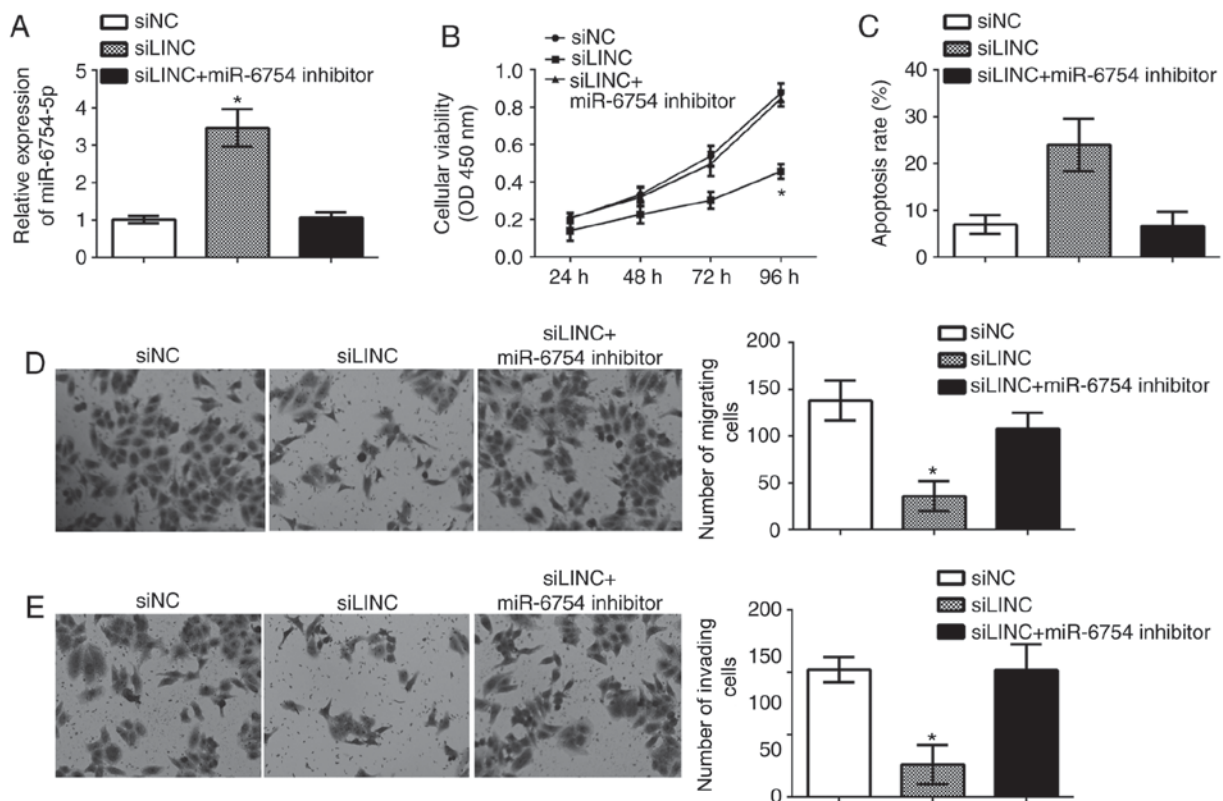 A
siNC
siLINC
siLINC+miR-6754 inhibitor
Relative expression
of miR-6754-5p
5
4
3
2
1
0
*
B
siNC
siLINC
siLINC+
miR-6754 inhibitor
Cellular viability
(OD 450 nm)
1.0
0.8
0.6
0.4
0.2
0.0
*
24 h
48 h
72 h
96 h
C
siNC
siLINC
siLINC+miR-6754 inhibitor
Apoptosis rate (%)
40
30
20
10
0
D
siNC
siLINC
siLINC+
miR-6754 inhibitor
Number of migrating
cells
200
150
100
50
0
*
siNC
siLINC
siLINC+miR-6754 inhibitor
E
siNC
siLINC
siLINC+
miR-6754 inhibitor
Number of invading
cells
200
150
100
50
0
*
siNC
siLINC
siLINC+miR-6754 inhibitor